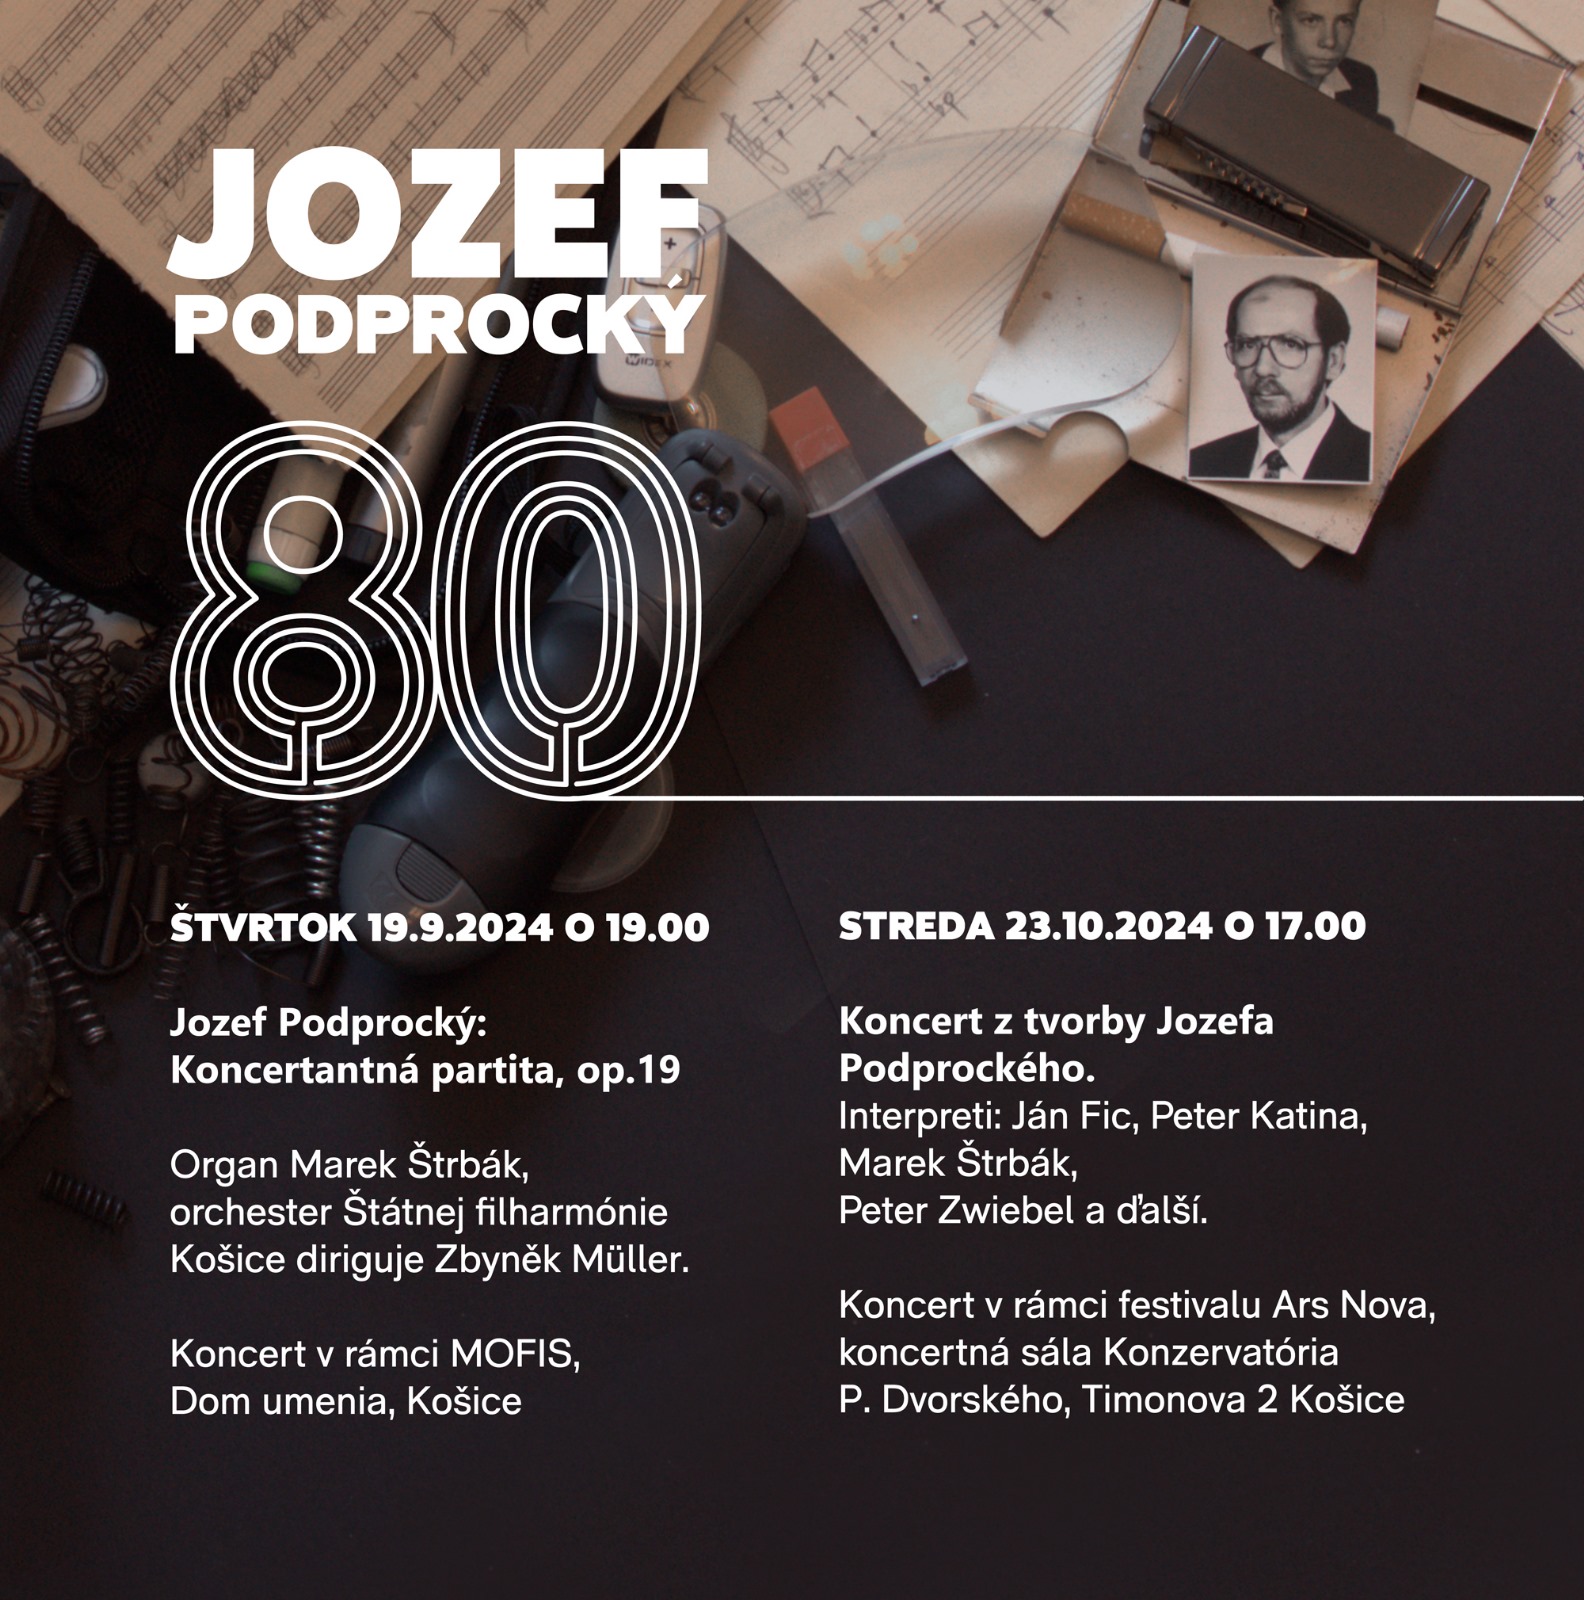 JOZEF
PODPROCKÝ
WIDEX
80
ŠTVRTOK 19.9.2024 O 19.00
Jozef Podprocký:
Koncertantná partita, op.19
Organ Marek Štrbák,
orchester Štátnej filharmónie
Košice diriguje Zbyněk Müller.
Koncert v rámci MOFIS,
Dom umenia, Košice
STREDA 23.10.2024 O 17.00
Koncert z tvorby Jozefa
Podprockého.
Interpreti: Ján Fic, Peter Katina,
Marek Štrbák,
Peter Zwiebel a ďalší.
Koncert v rámci festivalu Ars Nova,
koncertná sála Konzervatória
P. Dvorského, Timonova 2 Košice